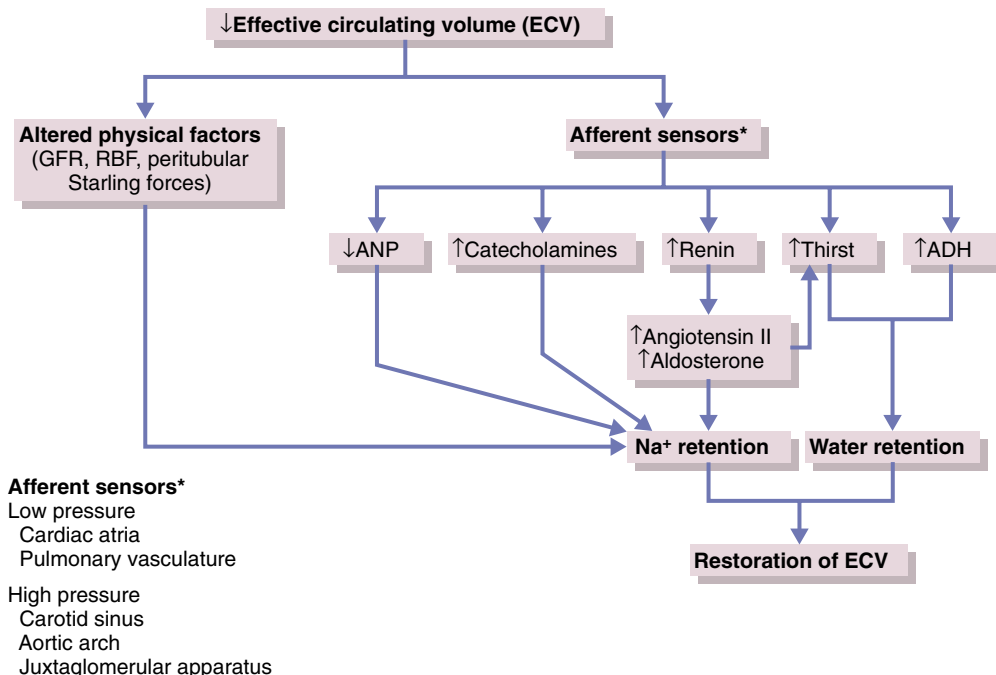 ↓Effective circulating volume (ECV)
Altered physical factors
(GFR, RBF, peritubular
Starling forces)
Afferent sensors*
↓ANP
↑Catecholamines
↑Renin
↑Thirst
↑ADH
↑Angiotensin II
↑Aldosterone
Na⁺ retention
Water retention
Restoration of ECV
Afferent sensors*
Low pressure
Cardiac atria
Pulmonary vasculature
High pressure
Carotid sinus
Aortic arch
Juxtaglomerular apparatus